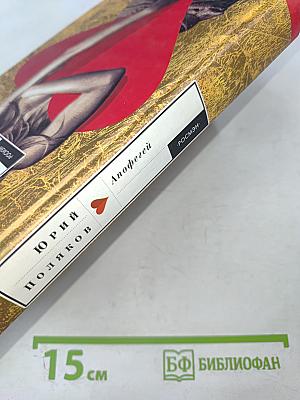 ЮРИЙ
ПОЛЯКОВ
Апофегей
РОСМЭН
15 см
БФ БИБЛИОФАН